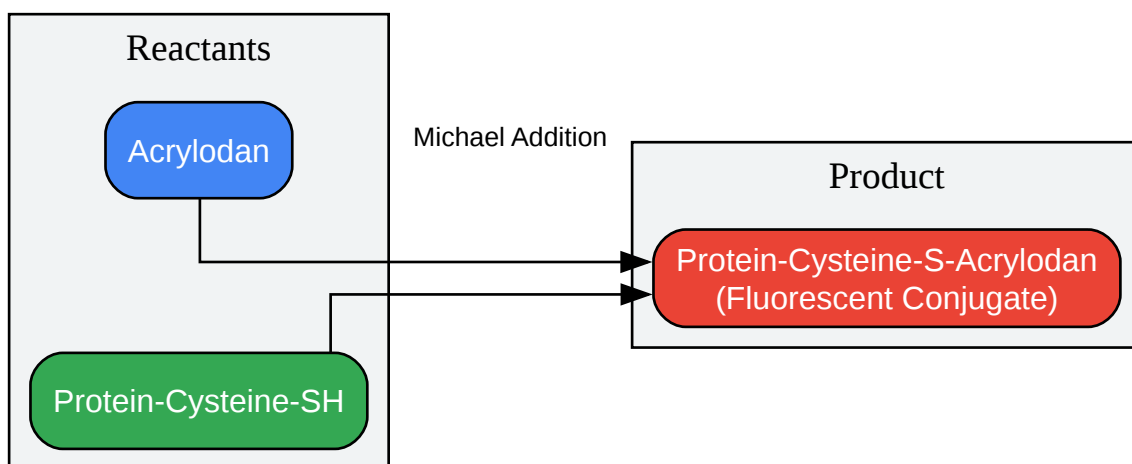 Reactants
Acrylodan
Protein-Cysteine-SH
Michael Addition
Product
Protein-Cysteine-S-Acrylodan
(Fluorescent Conjugate)